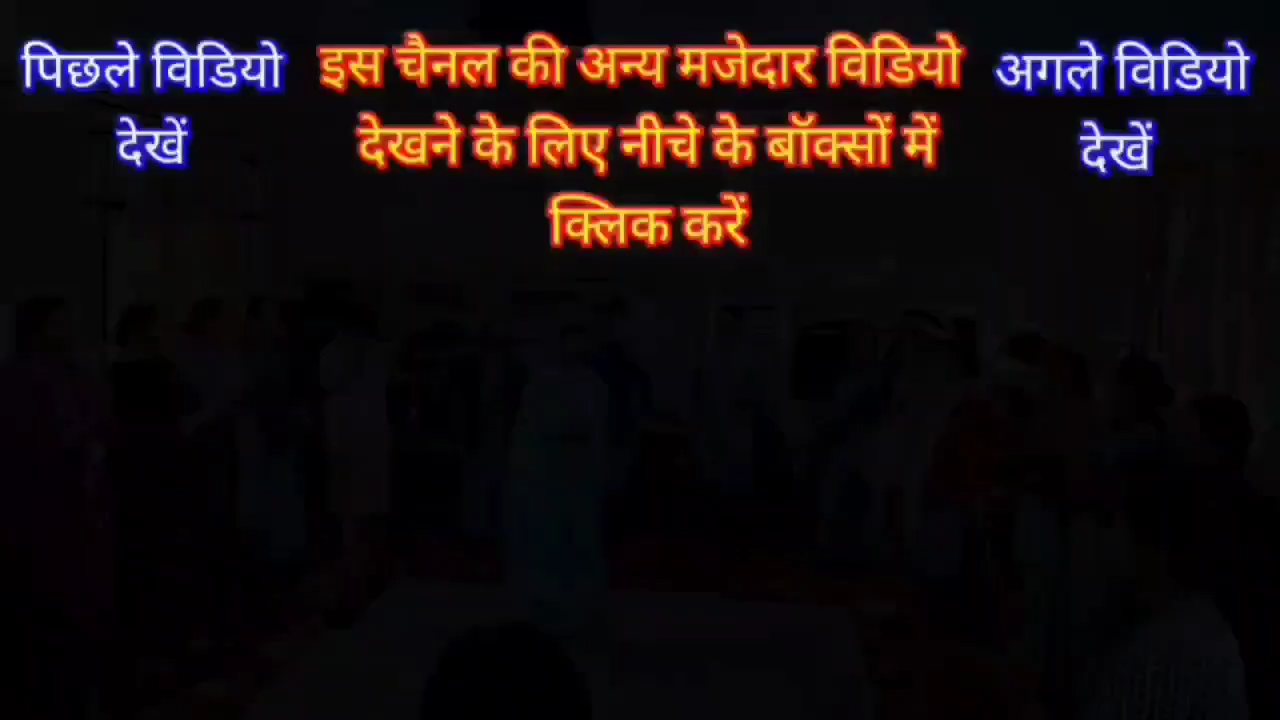 पिछले विडियो
देखें
इस चैनल की अन्य मजेदार विडियो
देखने के लिए नीचे के बॉक्सों में
क्लिक करें
अगले विडियो
देखें